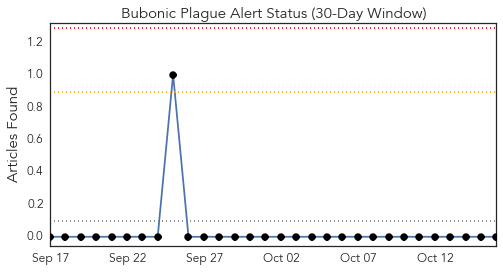 Bubonic Plague Alert Status (30-Day Window)
Articles Found
1.2
1.0
0.8
0.6
0.4
0.2
0.0
Sep 17 Sep 22 Sep 27 Oct 02 Oct 07 Oct 12